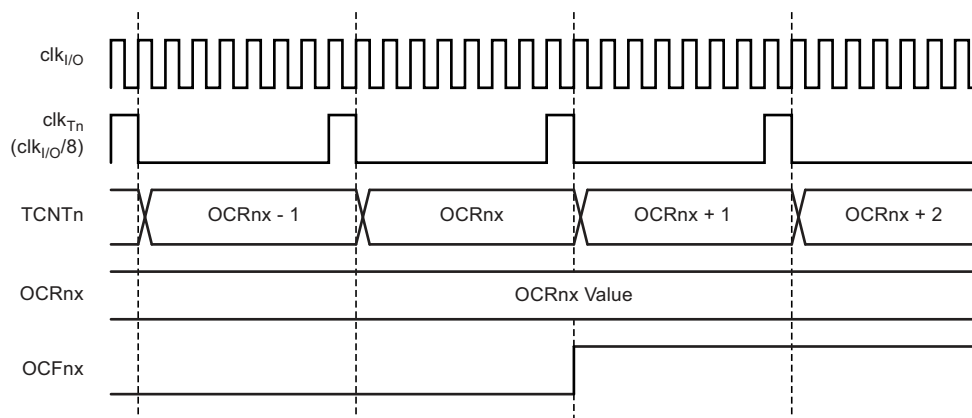 clkI/O
clkTn
(clkI/O/8)
TCNTn OCRnx - 1 OCRnx OCRnx + 1 OCRnx + 2
OCRnx OCRnx Value
OCFnx